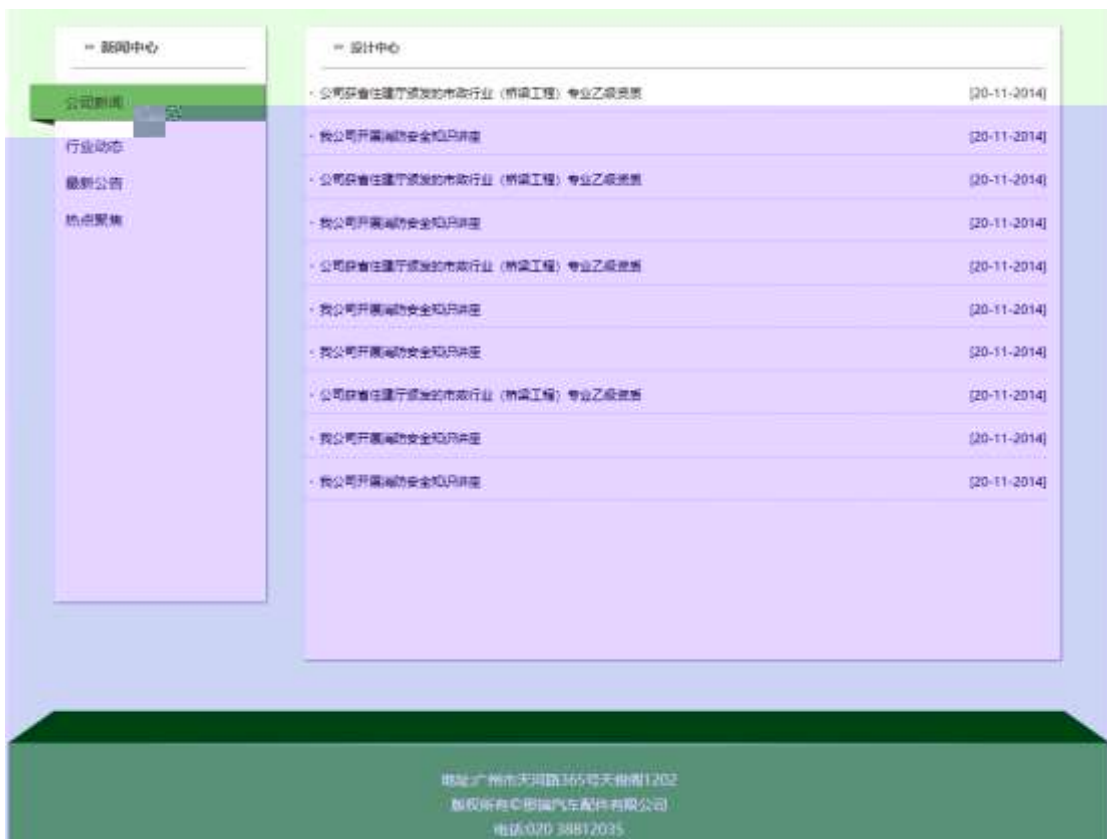 新闻中心
公司新闻
行业动态
最新公告
热点聚焦
设计中心
· 公司获省住建厅颁发的市政行业（桥梁工程）专业乙级资质 [20-11-2014]
· 我公司开展消防安全知识讲座 [20-11-2014]
· 公司获省住建厅颁发的市政行业（桥梁工程）专业乙级资质 [20-11-2014]
· 我公司开展消防安全知识讲座 [20-11-2014]
· 公司获省住建厅颁发的市政行业（桥梁工程）专业乙级资质 [20-11-2014]
· 我公司开展消防安全知识讲座 [20-11-2014]
· 我公司开展消防安全知识讲座 [20-11-2014]
· 公司获省住建厅颁发的市政行业（桥梁工程）专业乙级资质 [20-11-2014]
· 我公司开展消防安全知识讲座 [20-11-2014]
· 我公司开展消防安全知识讲座 [20-11-2014]
地址:广州市天河路365号天俊阁1202
版权所有©汽车配件有限公司
电话:020 38812035